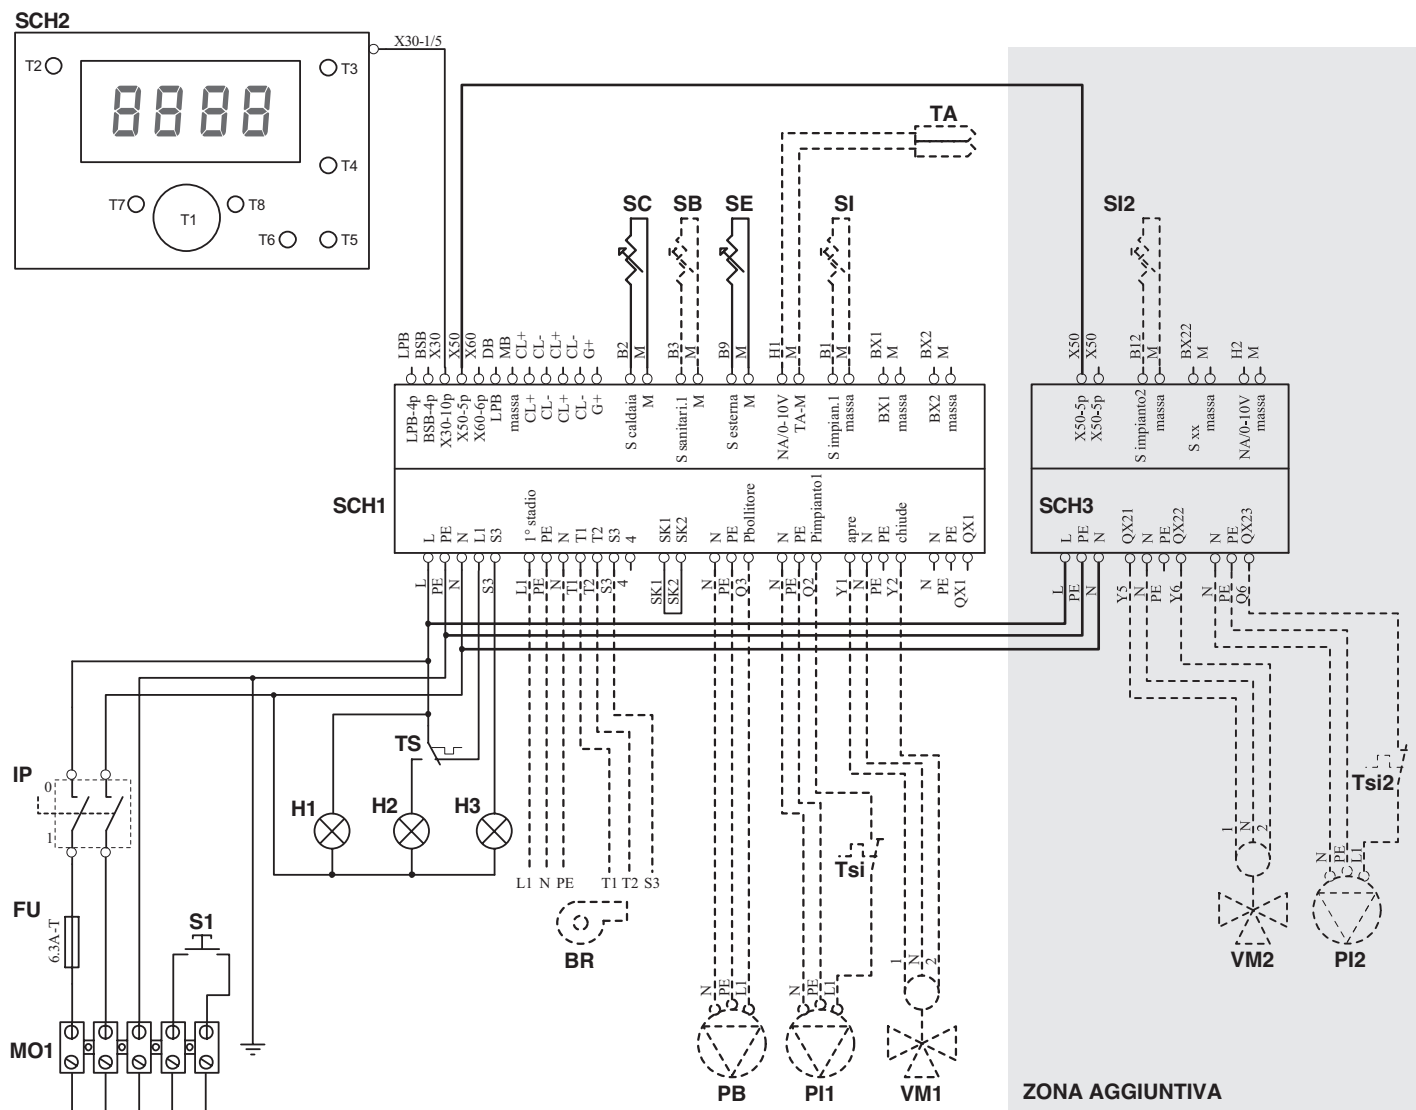 SCH2
X30-1/5
T2
T3
8888
T4
T7
T1
T8
T6
T5
TA
SC
SB
SE
SI
SI2
LPB
BSB
X30
X50
X60
DB
MB
CL+
CL-
CL+
CL-
G+
B2
M
B3
M
B9
M
H1
M
B1
M
BX1
M
BX2
M
X50
X50
B12
M
BX22
M
H2
M
LPB-4p
BSB-4p
X30-10p
X50-5p
X60-6p
LPB
massa
CL+
CL-
CL+
CL-
G+
S caldaia
M
S sanitari.1
M
S esterna
M
NA/0-10V
TA-M
S impian.1
massa
BX1
massa
BX2
massa
X50-5p
X50-5p
S impianto2
massa
S xx
massa
NA/0-10V
massa
SCH1
SCH3
L
PE
N
L1
S3
1° stadio
PE
N
T1
T2
S3
4
SK1
SK2
N
PE
Pbollitore
N
PE
Pimpianto1
apre
N
PE
chiude
N
PE
QX1
L
PE
N
QX21
N
PE
QX22
N
PE
QX23
L
PE
N
S3
L1
PE
N
T1
T2
S3
4
SK1
SK2
N
PE
Q3
N
PE
Q2
Y1
N
PE
Y2
N
PE
QX1
L
PE
N
Y5
N
PE
Y6
N
PE
Q6
TS
IP
0
1
H1
H2
H3
Tsi
Tsi2
L1 N PE
T1 T2 S3
BR
FU
6.3A-T
S1
MO1
N
PE
L1
PB
N
PE
L1
PI1
1
N
2
VM1
1
N
2
VM2
N
PE
L1
PI2
ZONA AGGIUNTIVA